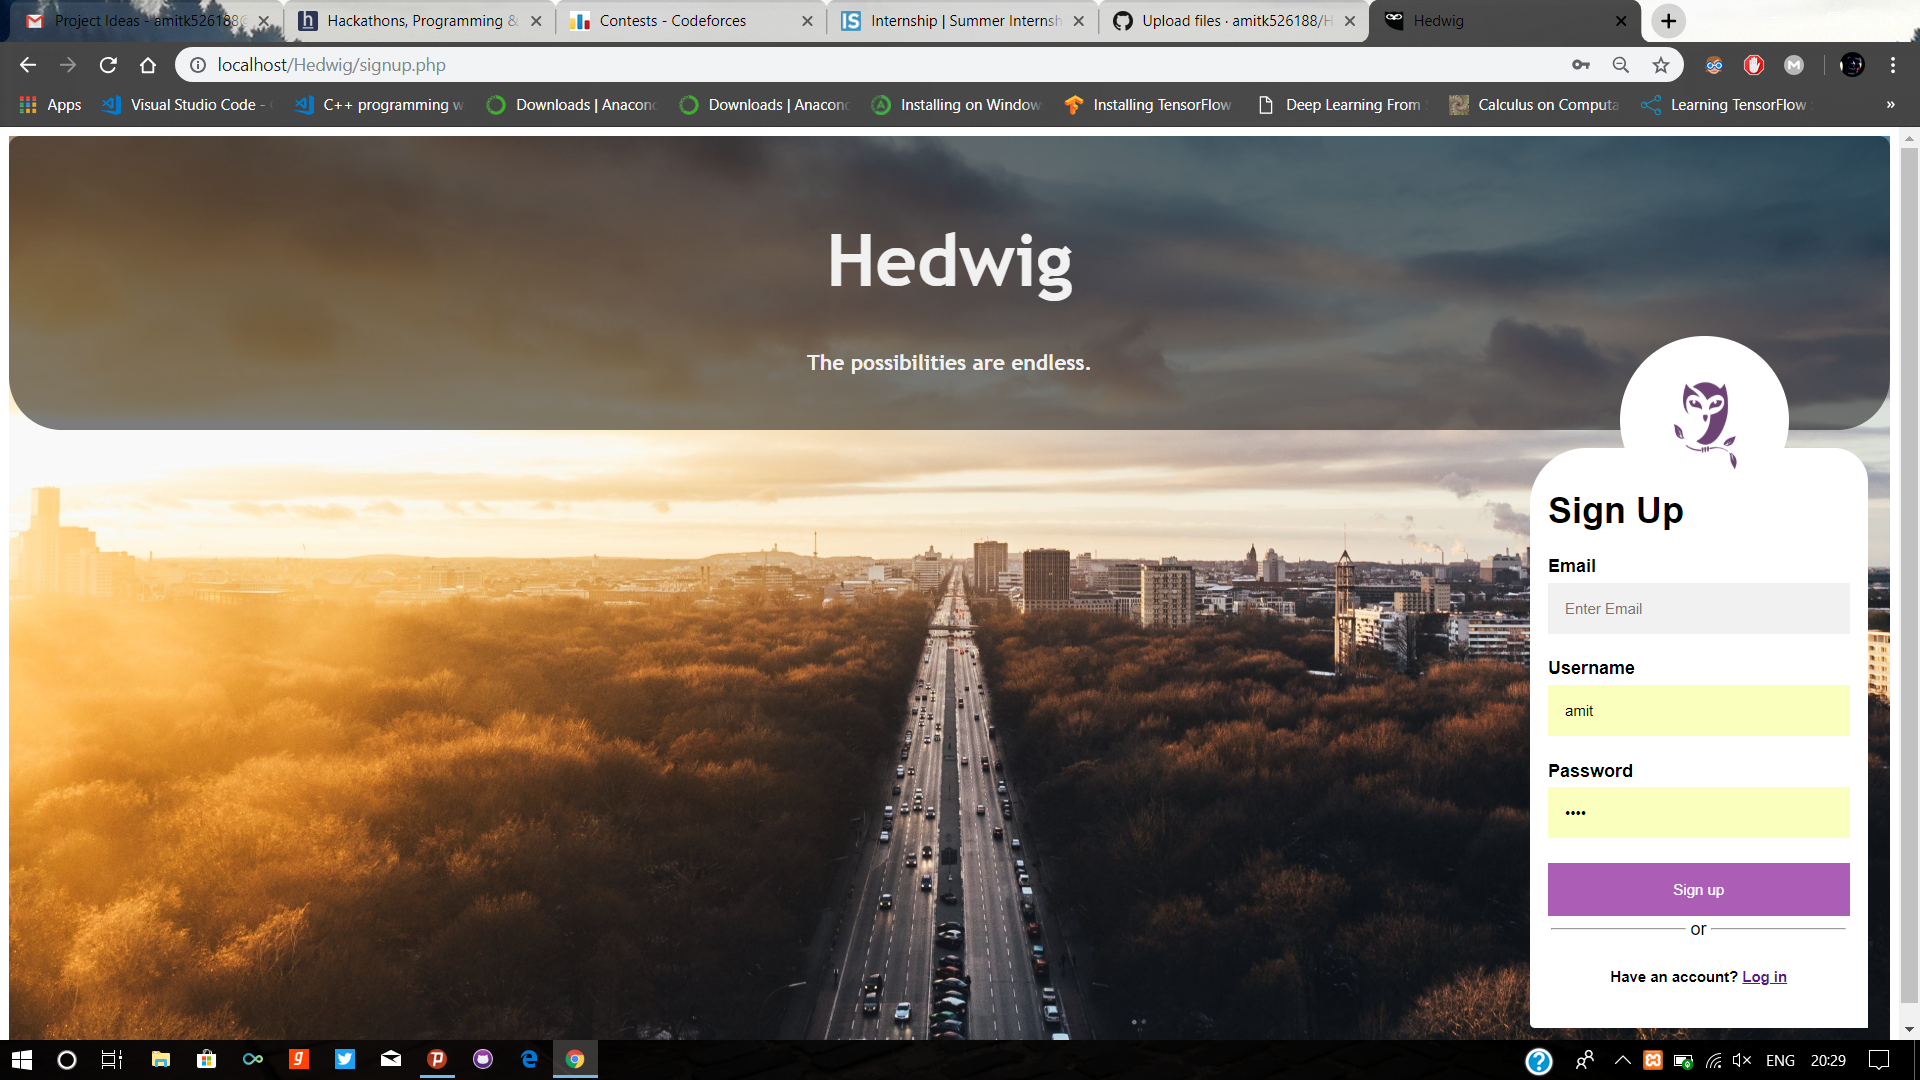 Project Ideas - amitk526188@
Hackathons, Programming &
Contests - Codeforces
Internship | Summer Internsh
Upload files · amitk526188/H
Hedwig
localhost/Hedwig/signup.php
Apps
Visual Studio Code -
C++ programming w
Downloads | Anacon
Downloads | Anacon
Installing on Window
Installing TensorFlow
Deep Learning From
Calculus on Computa
Learning TensorFlow
»
Hedwig
The possibilities are endless.
Sign Up
Email
Enter Email
Username
amit
Password
••••
Sign up
or
Have an account? Log in
ENG
20:29